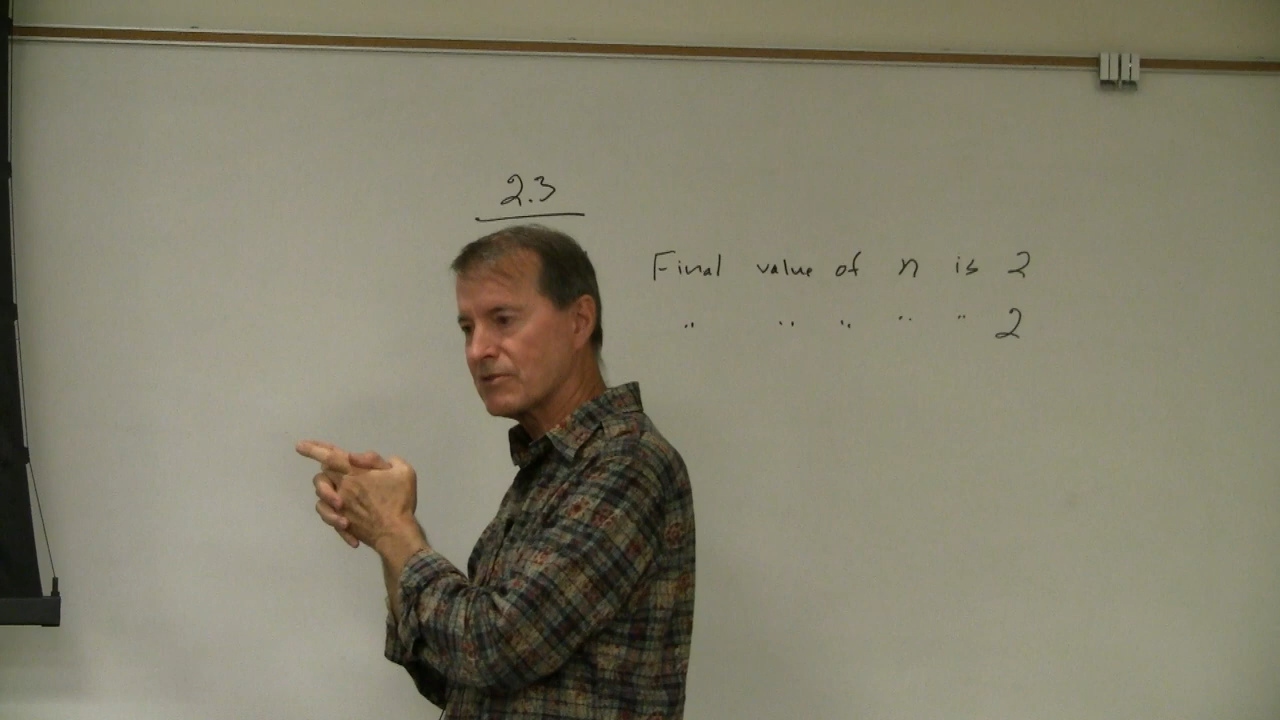 2.3
Final value of n is 2
" " " " " 2